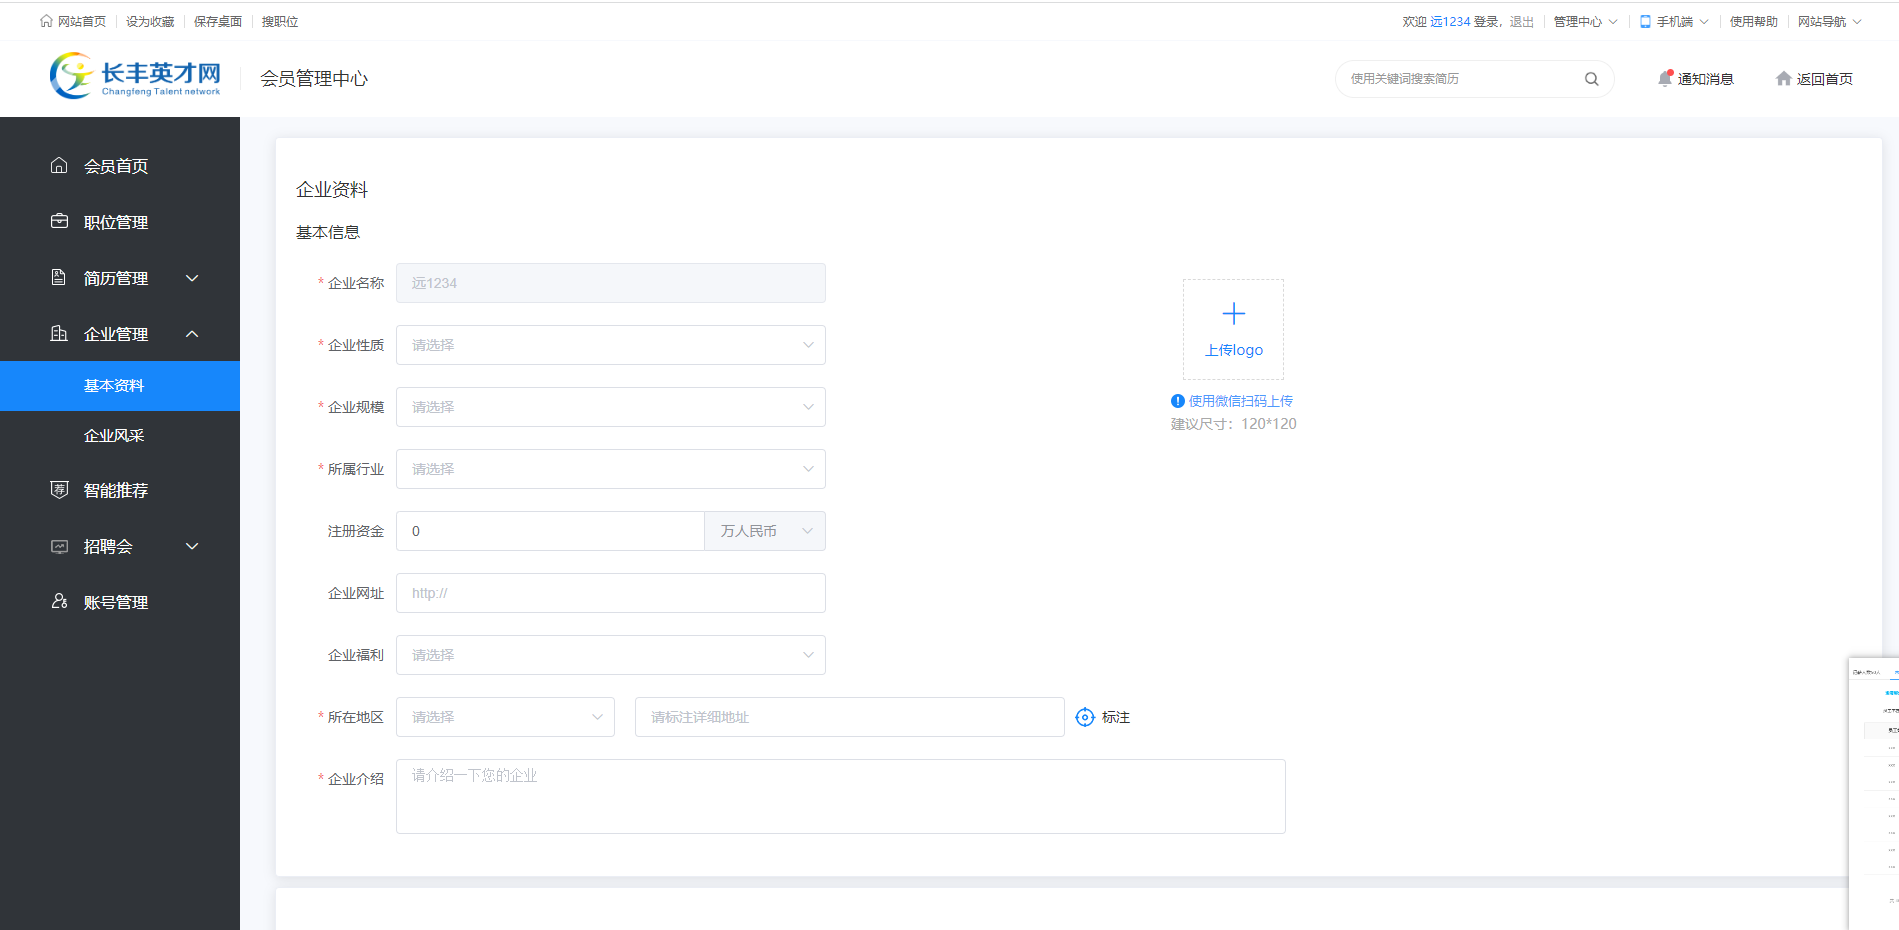 网站首页 设为收藏 保存桌面 搜职位 欢迎 远1234 登录，退出 管理中心 手机端 使用帮助 网站导航
长丰英才网
Changfeng Talent network
会员管理中心
使用关键词搜索简历
通知消息
返回首页
会员首页
职位管理
简历管理
企业管理
基本资料
企业风采
荐 智能推荐
招聘会
账号管理
企业资料
基本信息
* 企业名称 远1234
* 企业性质 请选择
* 企业规模 请选择
* 所属行业 请选择
注册资金 0 万人民币
企业网址 http://
企业福利 请选择
* 所在地区 请选择 请标注详细地址 标注
* 企业介绍 请介绍一下您的企业
上传logo
使用微信扫码上传
建议尺寸：120*120